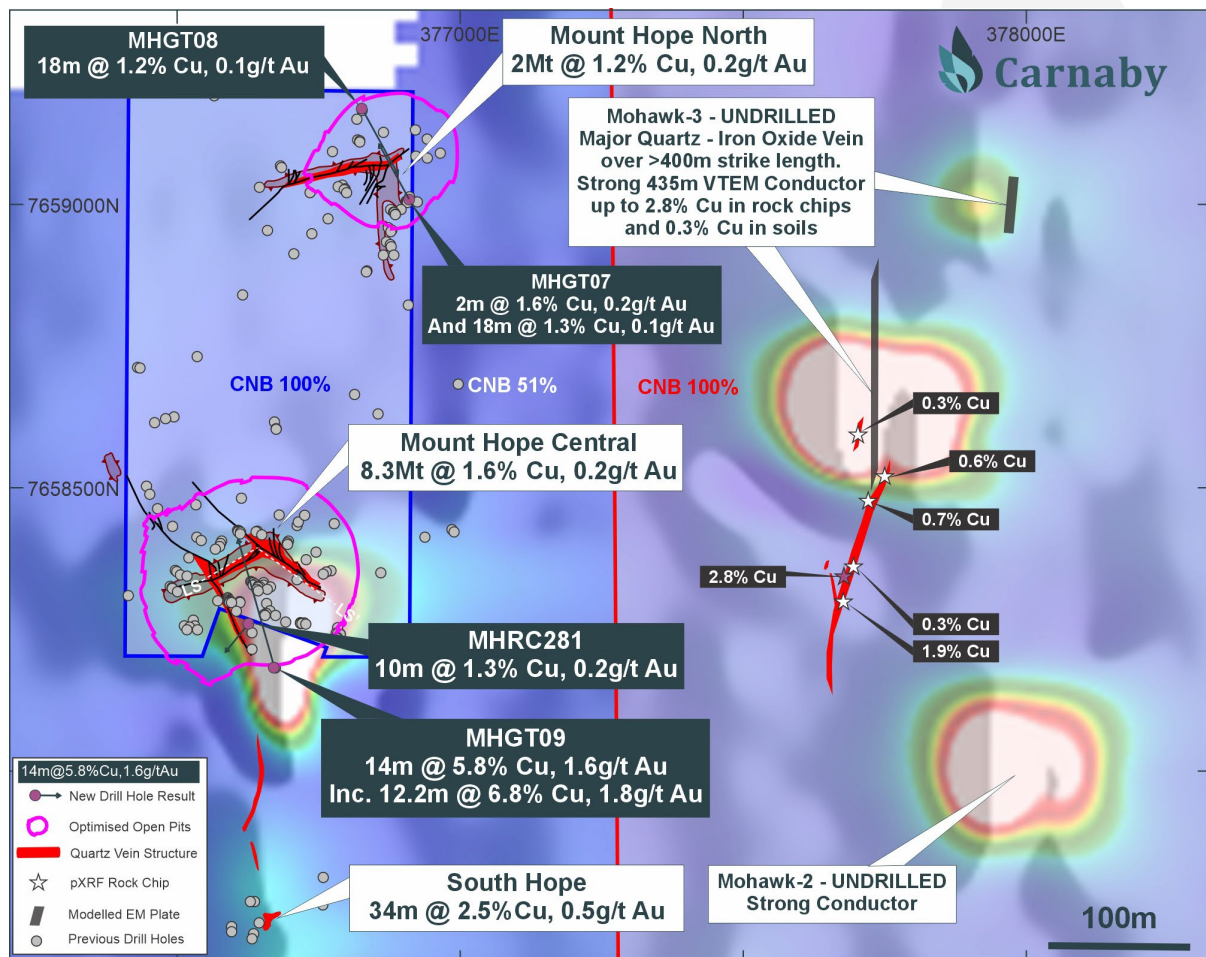 MHGT08
18m @ 1.2% Cu, 0.1g/t Au
377000E
Mount Hope North
2Mt @ 1.2% Cu, 0.2g/t Au
378000E
Carnaby
Mohawk-3 - UNDRILLED
Major Quartz - Iron Oxide Vein
over >400m strike length.
Strong 435m VTEM Conductor
up to 2.8% Cu in rock chips
and 0.3% Cu in soils
7659000N
MHGT07
2m @ 1.6% Cu, 0.2g/t Au
And 18m @ 1.3% Cu, 0.1g/t Au
CNB 100%
CNB 51%
CNB 100%
0.3% Cu
Mount Hope Central
8.3Mt @ 1.6% Cu, 0.2g/t Au
0.6% Cu
7658500N
0.7% Cu
2.8% Cu
LS
LS'
0.3% Cu
1.9% Cu
MHRC281
10m @ 1.3% Cu, 0.2g/t Au
MHGT09
14m @ 5.8% Cu, 1.6g/t Au
Inc. 12.2m @ 6.8% Cu, 1.8g/t Au
14m@5.8%Cu,1.6g/tAu
New Drill Hole Result
Optimised Open Pits
Quartz Vein Structure
pXRF Rock Chip
Modelled EM Plate
Previous Drill Holes
South Hope
34m @ 2.5%Cu, 0.5g/t Au
Mohawk-2 - UNDRILLED
Strong Conductor
100m